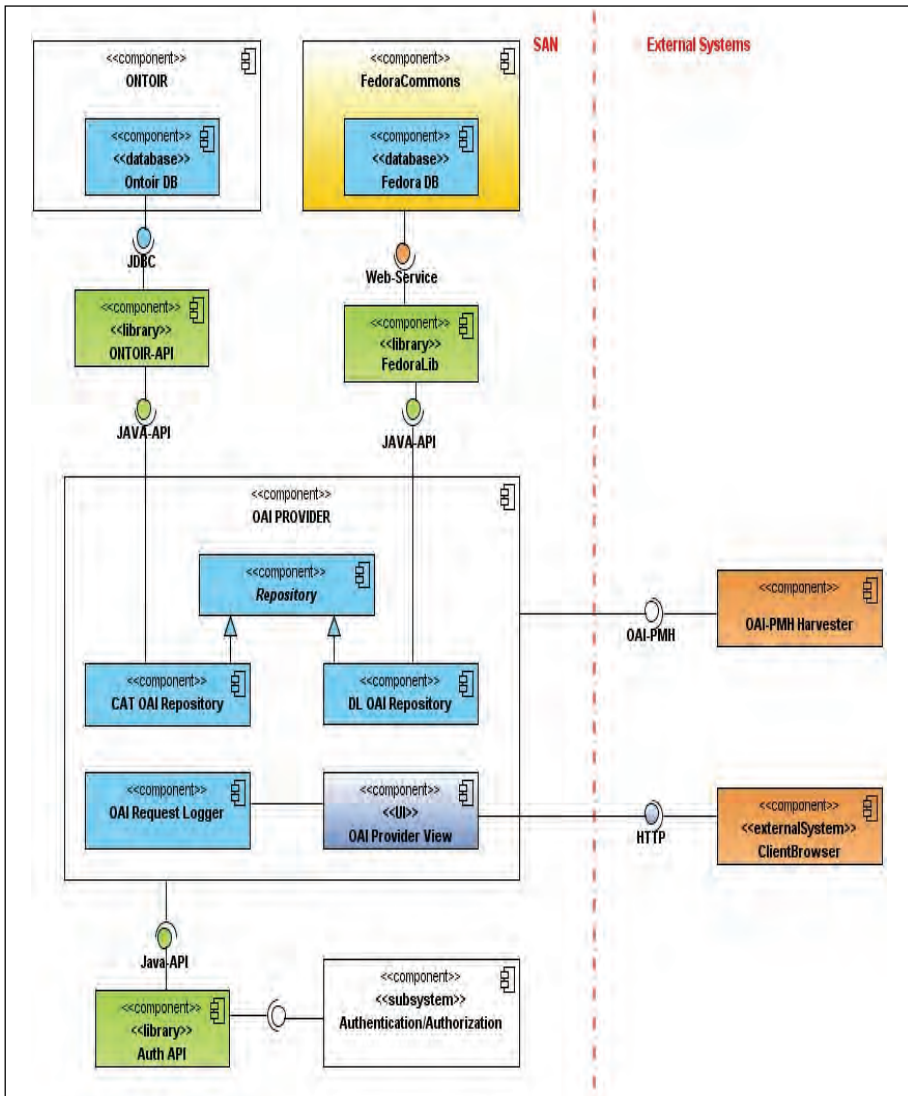 SAN
External Systems
<<component>>
ONTOIR
<<component>>
<<database>>
Ontoir DB
<<component>>
FedoraCommons
<<component>>
<<database>>
Fedora DB
JDBC
Web-Service
<<component>>
<<library>>
ONTOIR-API
<<component>>
<<library>>
FedoraLib
JAVA-API
JAVA-API
<<component>>
OAI PROVIDER
<<component>>
Repository
<<component>>
CAT OAI Repository
<<component>>
DL OAI Repository
<<component>>
OAI Request Logger
<<component>>
<<UI>>
OAI Provider View
OAI-PMH
<<component>>
OAI-PMH Harvester
HTTP
<<component>>
<<externalSystem>>
ClientBrowser
Java-API
<<component>>
<<library>>
Auth API
<<component>>
<<subsystem>>
Authentication/Authorization